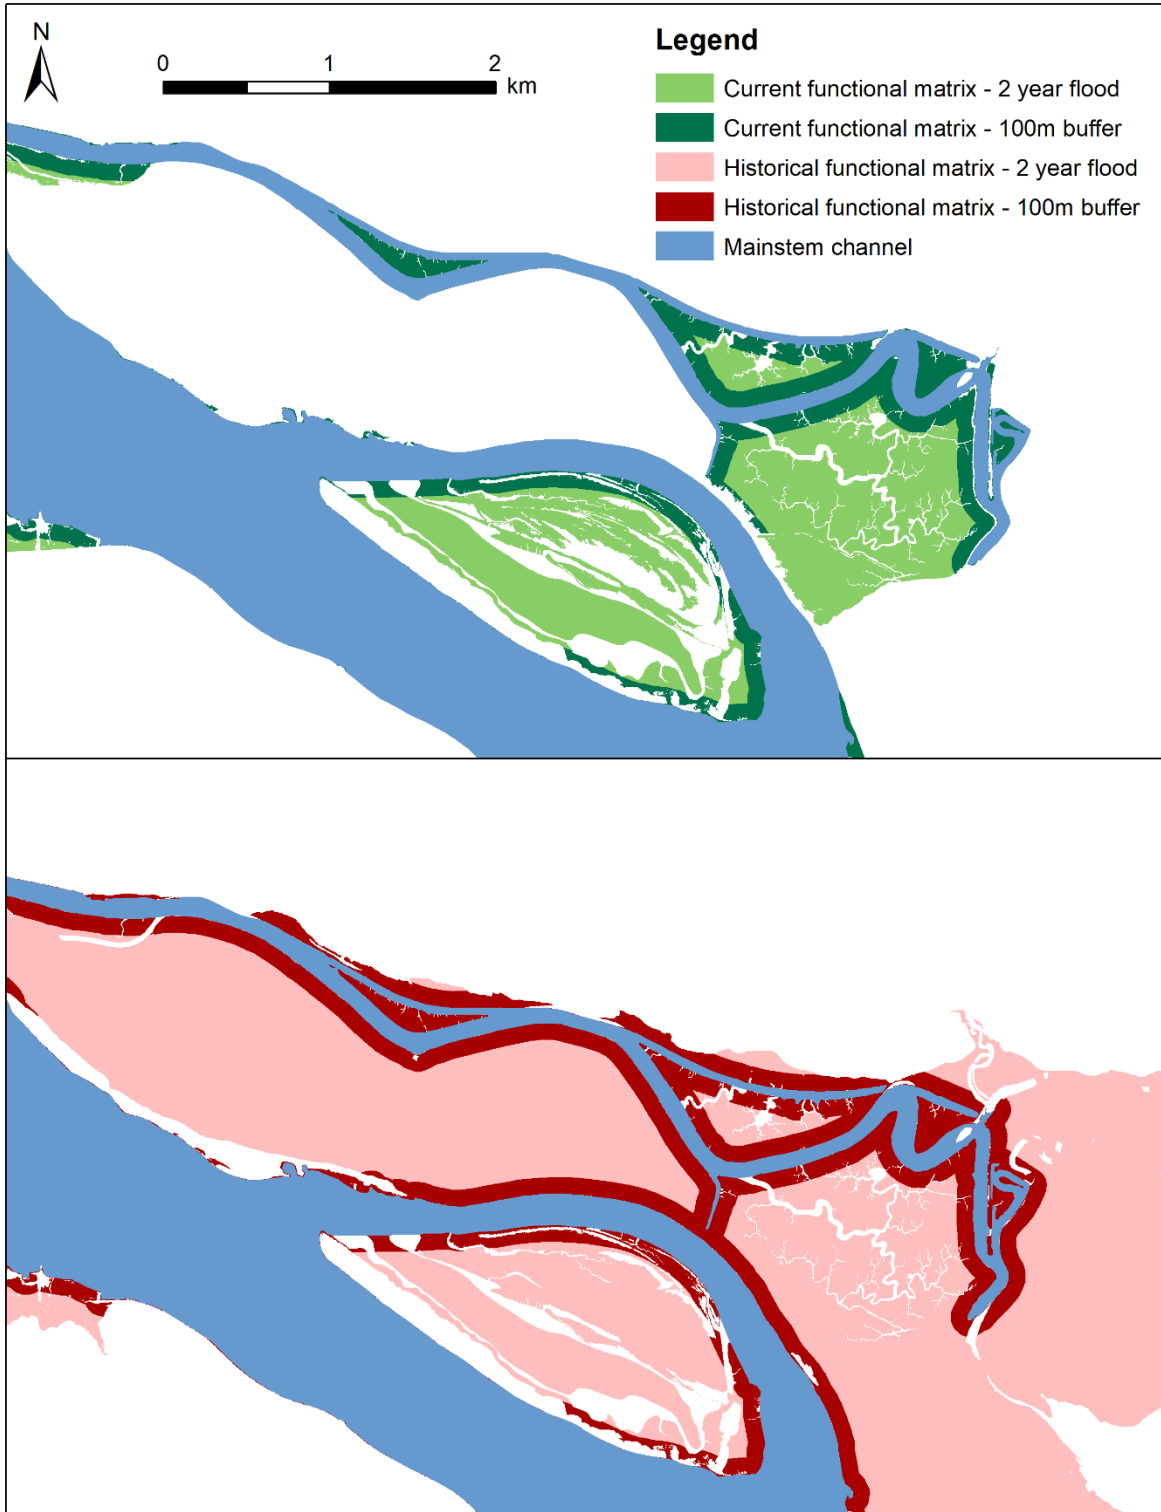 N
0 1 2
km
Legend
Current functional matrix - 2 year flood
Current functional matrix - 100m buffer
Historical functional matrix - 2 year flood
Historical functional matrix - 100m buffer
Mainstem channel